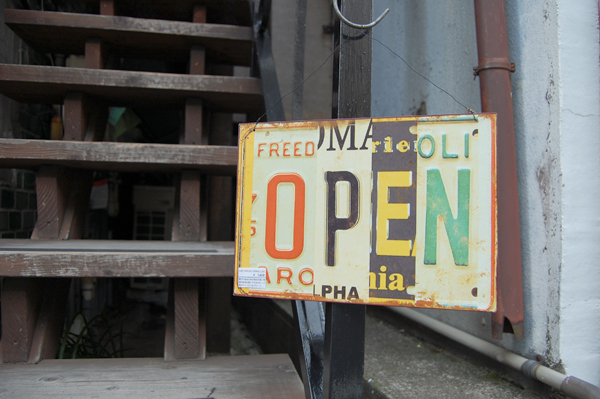 FREED OMA rie OLI
OPEN
ARO nia
LPHA